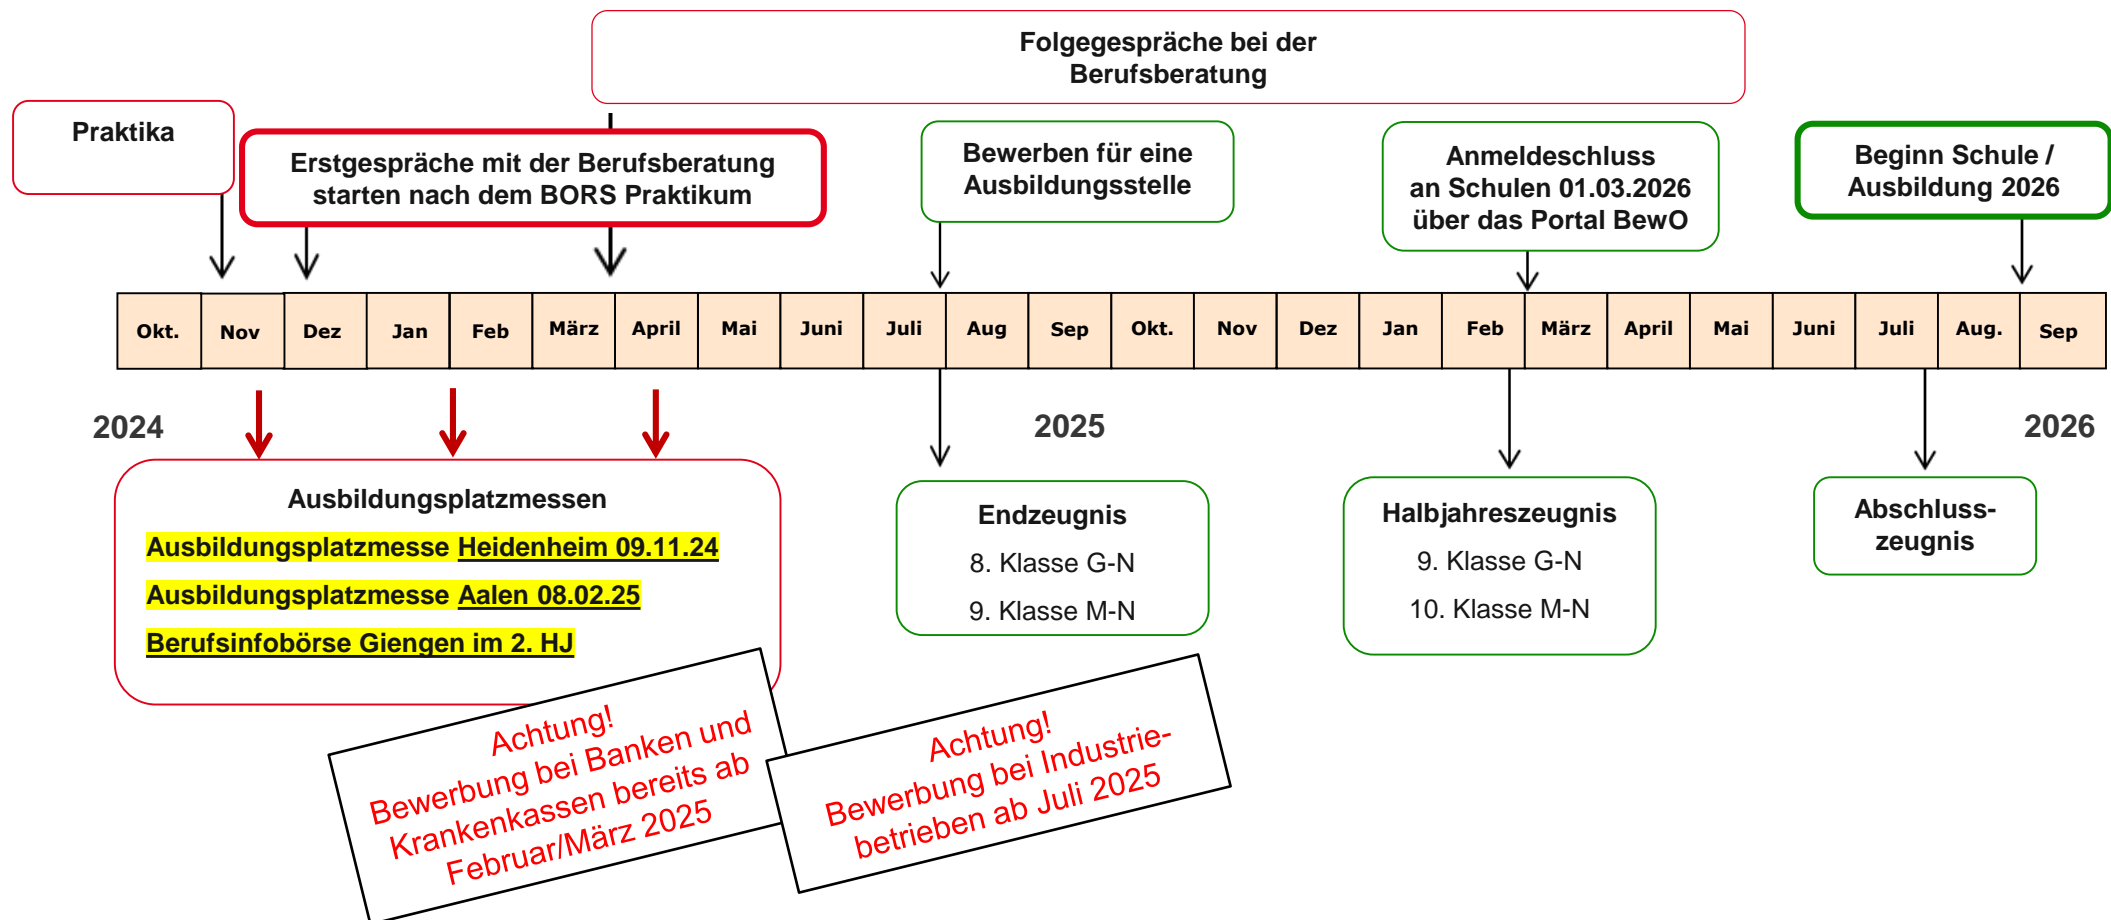 Folgegespräche bei der
Berufsberatung
Praktika
Erstgespräche mit der Berufsberatung
starten nach dem BORS Praktikum
Bewerben für eine
Ausbildungsstelle
Anmeldeschluss
an Schulen 01.03.2026
über das Portal BewO
Beginn Schule /
Ausbildung 2026
Okt. Nov Dez Jan Feb März April Mai Juni Juli Aug Sep Okt. Nov Dez Jan Feb März April Mai Juni Juli Aug. Sep
2024 2025 2026
Ausbildungsplatzmessen
Ausbildungsplatzmesse Heidenheim 09.11.24
Ausbildungsplatzmesse Aalen 08.02.25
Berufsinfobörse Giengen im 2. HJ
Endzeugnis
8. Klasse G-N
9. Klasse M-N
Halbjahreszeugnis
9. Klasse G-N
10. Klasse M-N
Abschluss-
zeugnis
Achtung!
Bewerbung bei Banken und
Krankenkassen bereits ab
Februar/März 2025
Achtung!
Bewerbung bei Industrie-
betrieben ab Juli 2025